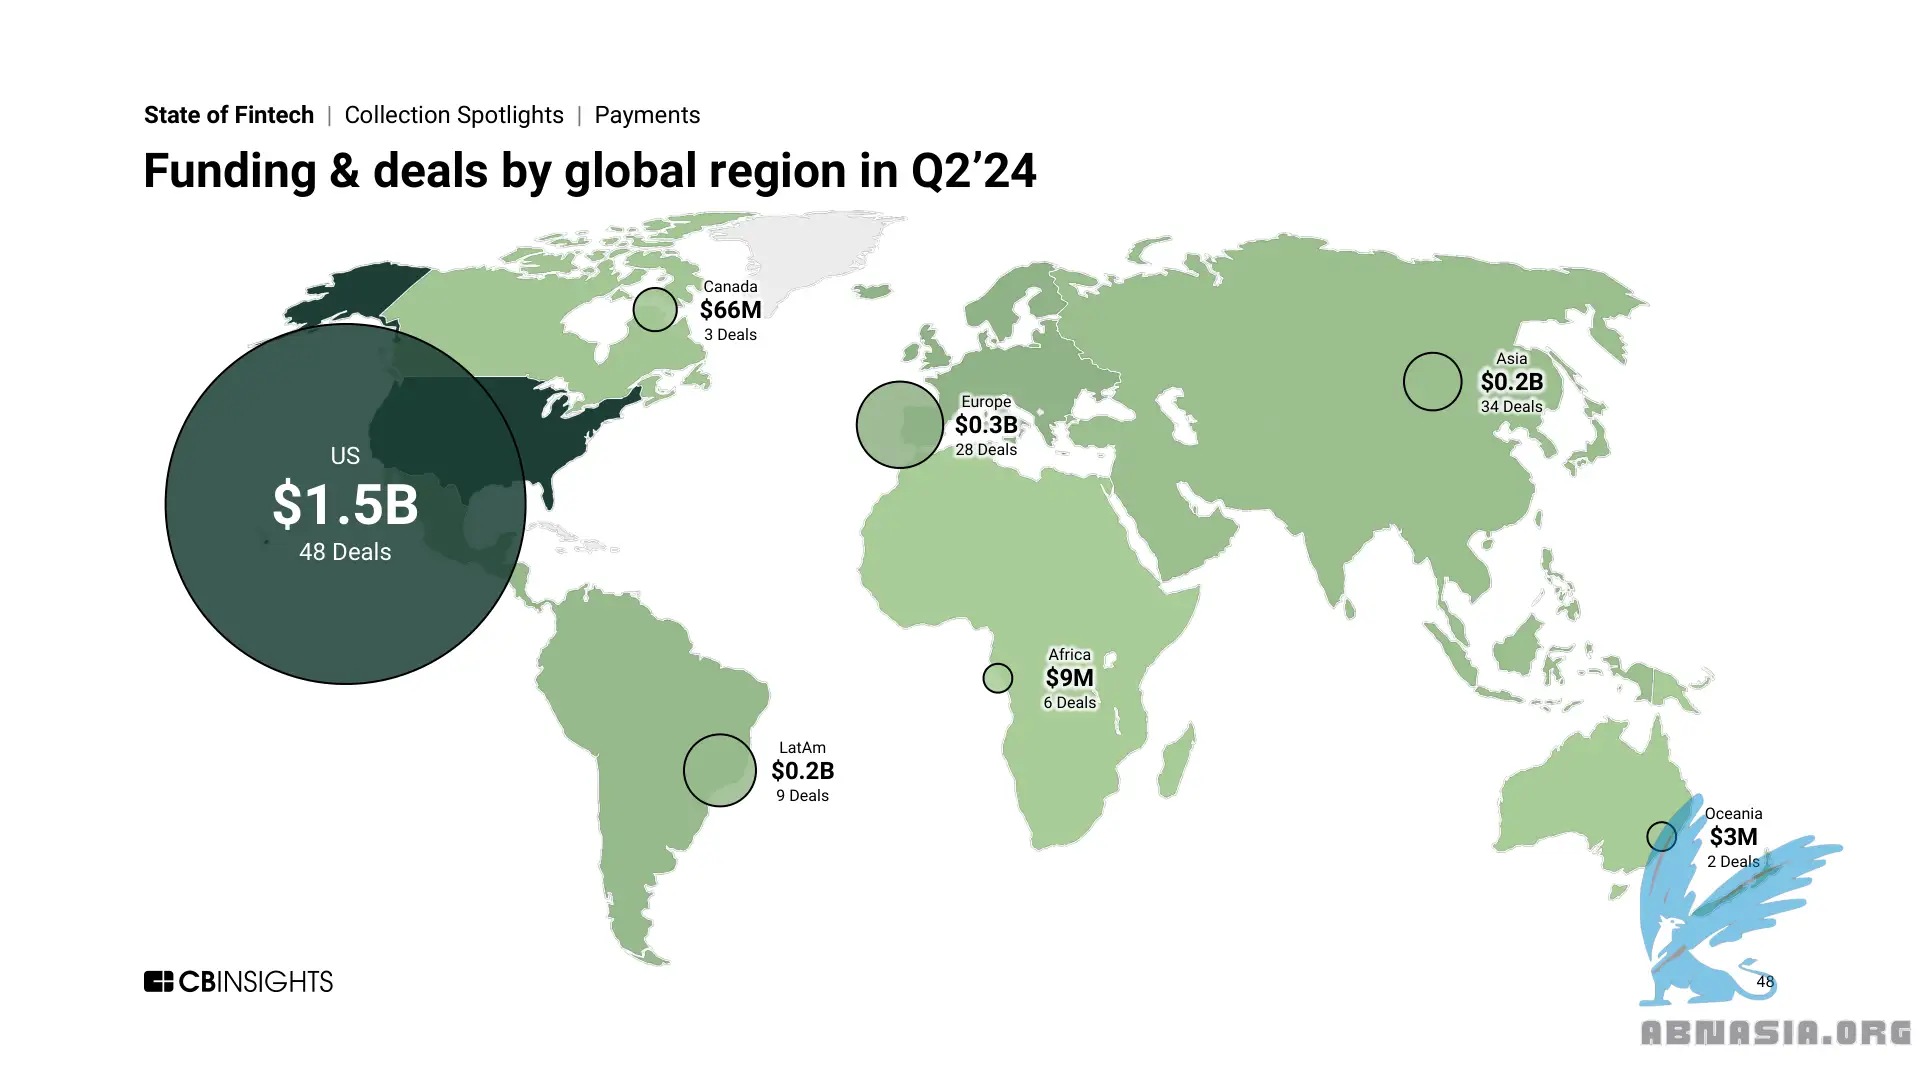 State of Fintech | Collection Spotlights | Payments
Funding & deals by global region in Q2’24
Canada
$66M
3 Deals
Asia
$0.2B
34 Deals
Europe
$0.3B
28 Deals
US
$1.5B
48 Deals
Africa
$9M
6 Deals
LatAm
$0.2B
9 Deals
Oceania
$3M
2 Deals
CBINSIGHTS
48
ABNASIA.ORG